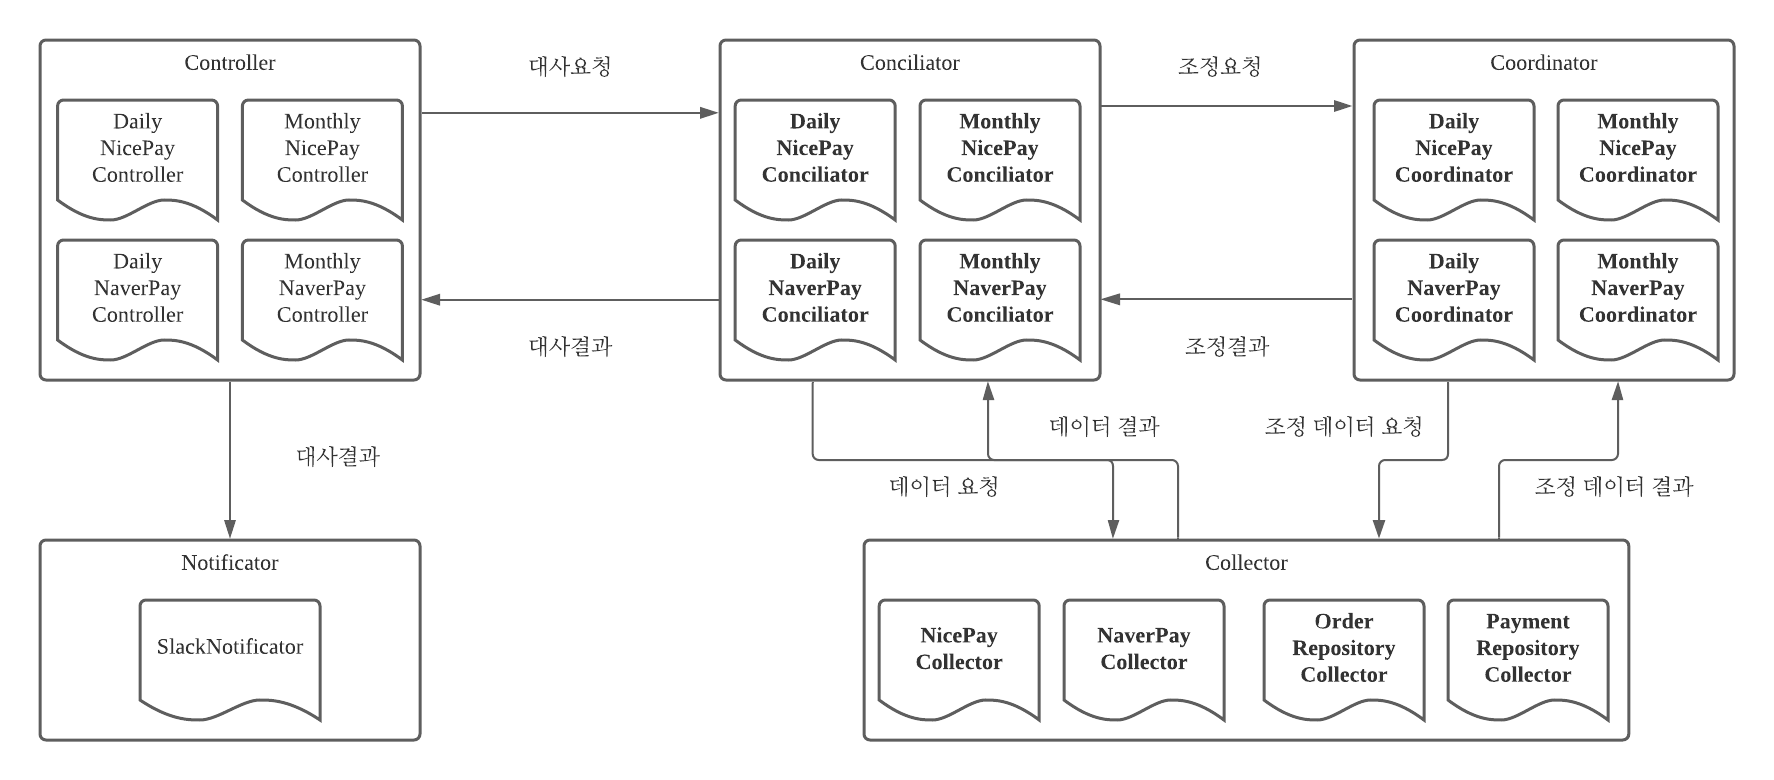 Controller
Daily
NicePay
Controller
Monthly
NicePay
Controller
Daily
NaverPay
Controller
Monthly
NaverPay
Controller
대사요청
대사결과
Conciliator
Daily
NicePay
Conciliator
Monthly
NicePay
Conciliator
Daily
NaverPay
Conciliator
Monthly
NaverPay
Conciliator
조정요청
조정결과
Coordinator
Daily
NicePay
Coordinator
Monthly
NicePay
Coordinator
Daily
NaverPay
Coordinator
Monthly
NaverPay
Coordinator
대사결과
데이터 결과
데이터 요청
조정 데이터 요청
조정 데이터 결과
Notificator
SlackNotificator
Collector
NicePay
Collector
NaverPay
Collector
Order
Repository
Collector
Payment
Repository
Collector